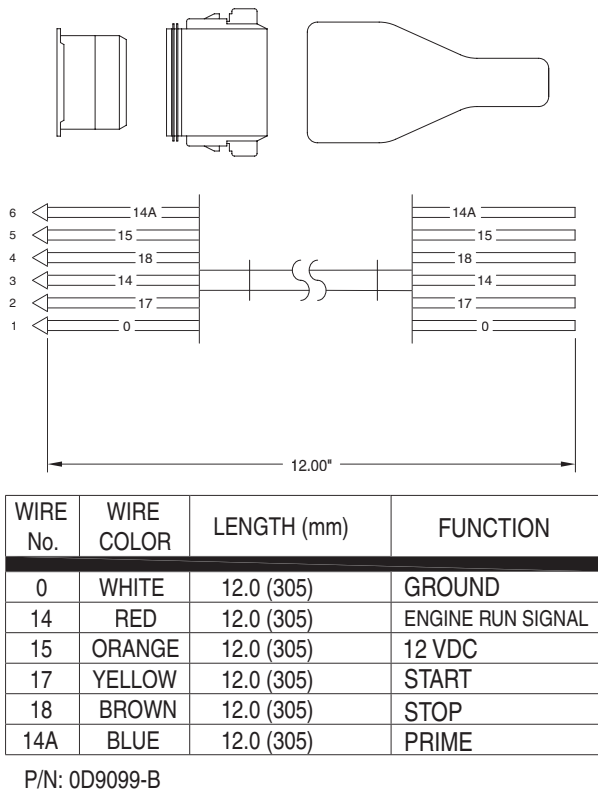 6 14A 14A
5 15 15
4 18 18
3 14 14
2 17 17
1 0 0
12.00"
WIRE No. WIRE COLOR LENGTH (mm) FUNCTION
0 WHITE 12.0 (305) GROUND
14 RED 12.0 (305) ENGINE RUN SIGNAL
15 ORANGE 12.0 (305) 12 VDC
17 YELLOW 12.0 (305) START
18 BROWN 12.0 (305) STOP
14A BLUE 12.0 (305) PRIME
P/N: 0D9099-B